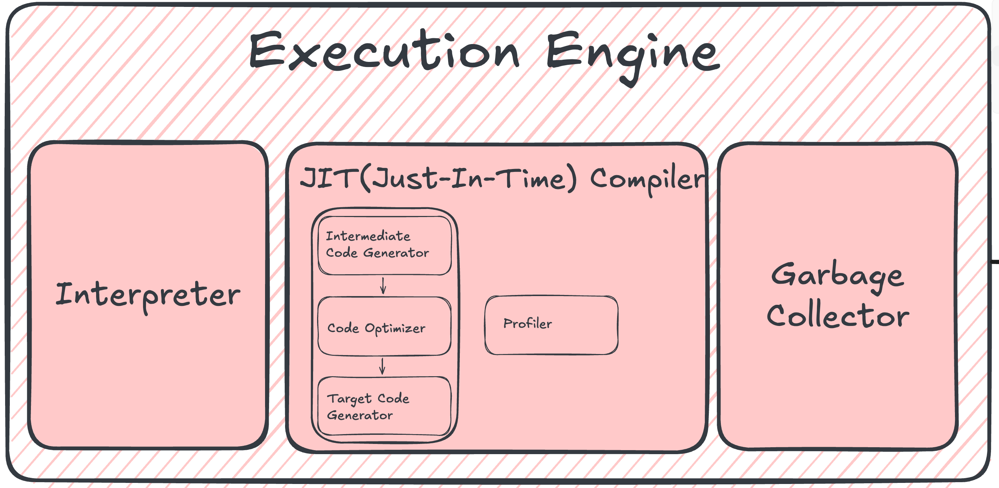 Execution Engine
Interpreter
JIT(Just-In-Time) Compiler
Intermediate
Code Generator
Code Optimizer
Target Code
Generator
Profiler
Garbage
Collector